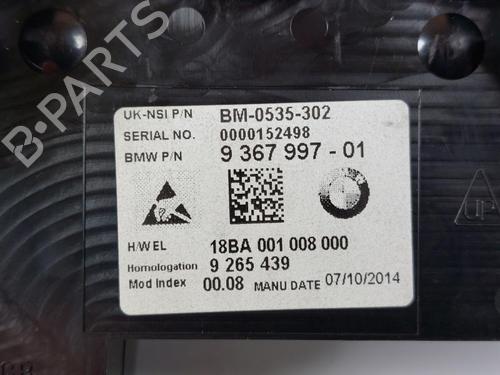 UK-NSI P/N BM-0535-302
SERIAL NO. 0000152498
BMW P/N 9 367 997 - 01
H/W EL 18BA 001 008 000
Homologation 9 265 439
Mod Index 00.08 MANU DATE 07/10/2014
B-PARTS